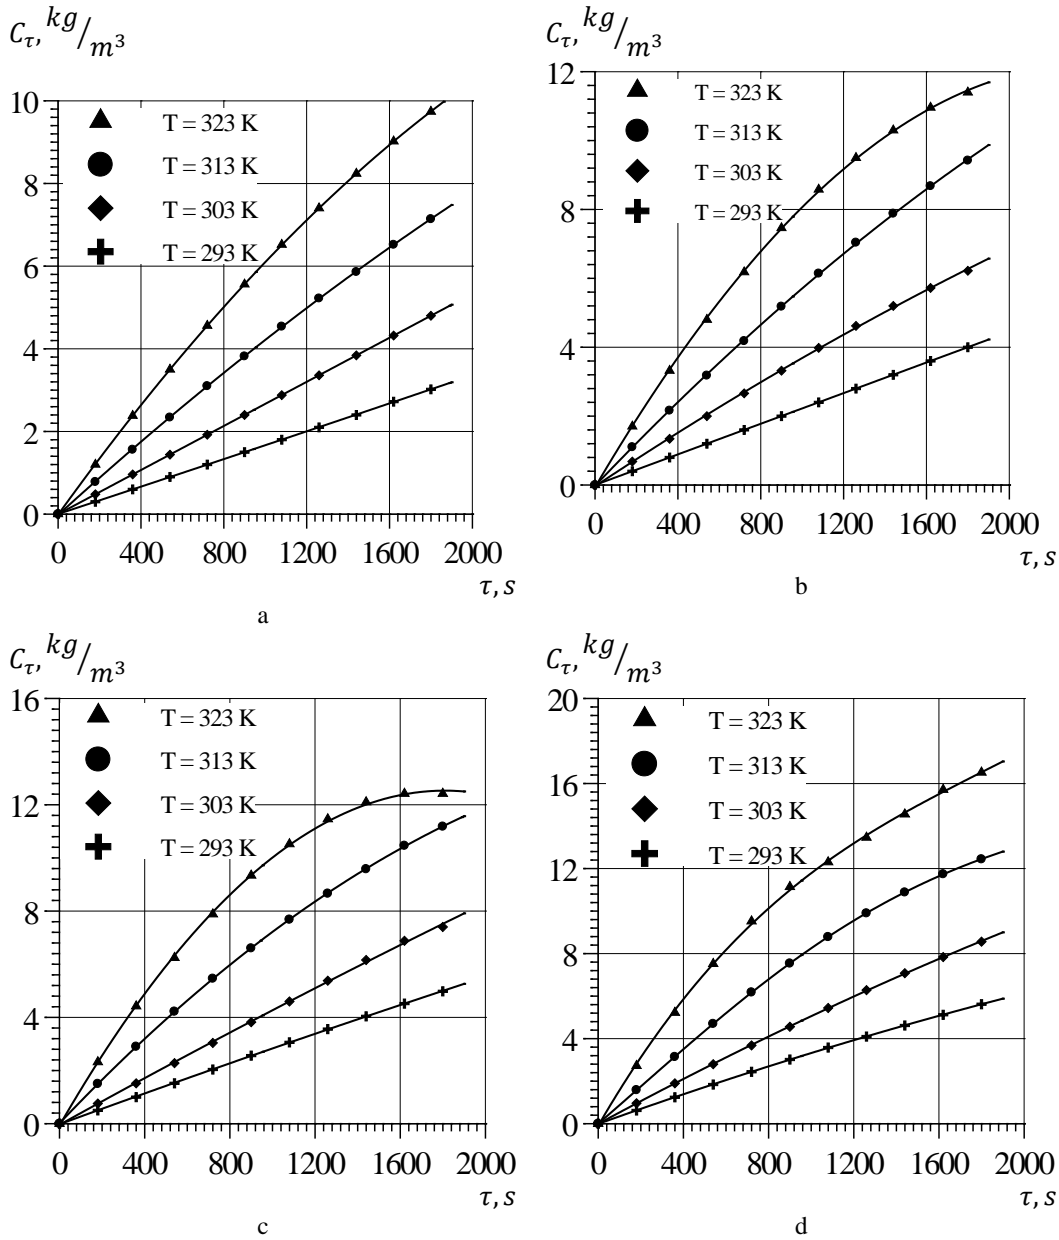 C_τ, kg/m³
10
8
6
4
2
0
T = 323 K
T = 313 K
T = 303 K
T = 293 K
0 400 800 1200 1600 2000
τ, s
a
C_τ, kg/m³
12
8
4
0
T = 323 K
T = 313 K
T = 303 K
T = 293 K
0 400 800 1200 1600 2000
τ, s
b
C_τ, kg/m³
16
12
8
4
0
T = 323 K
T = 313 K
T = 303 K
T = 293 K
0 400 800 1200 1600 2000
τ, s
c
C_τ, kg/m³
20
16
12
8
4
0
T = 323 K
T = 313 K
T = 303 K
T = 293 K
0 400 800 1200 1600 2000
τ, s
d